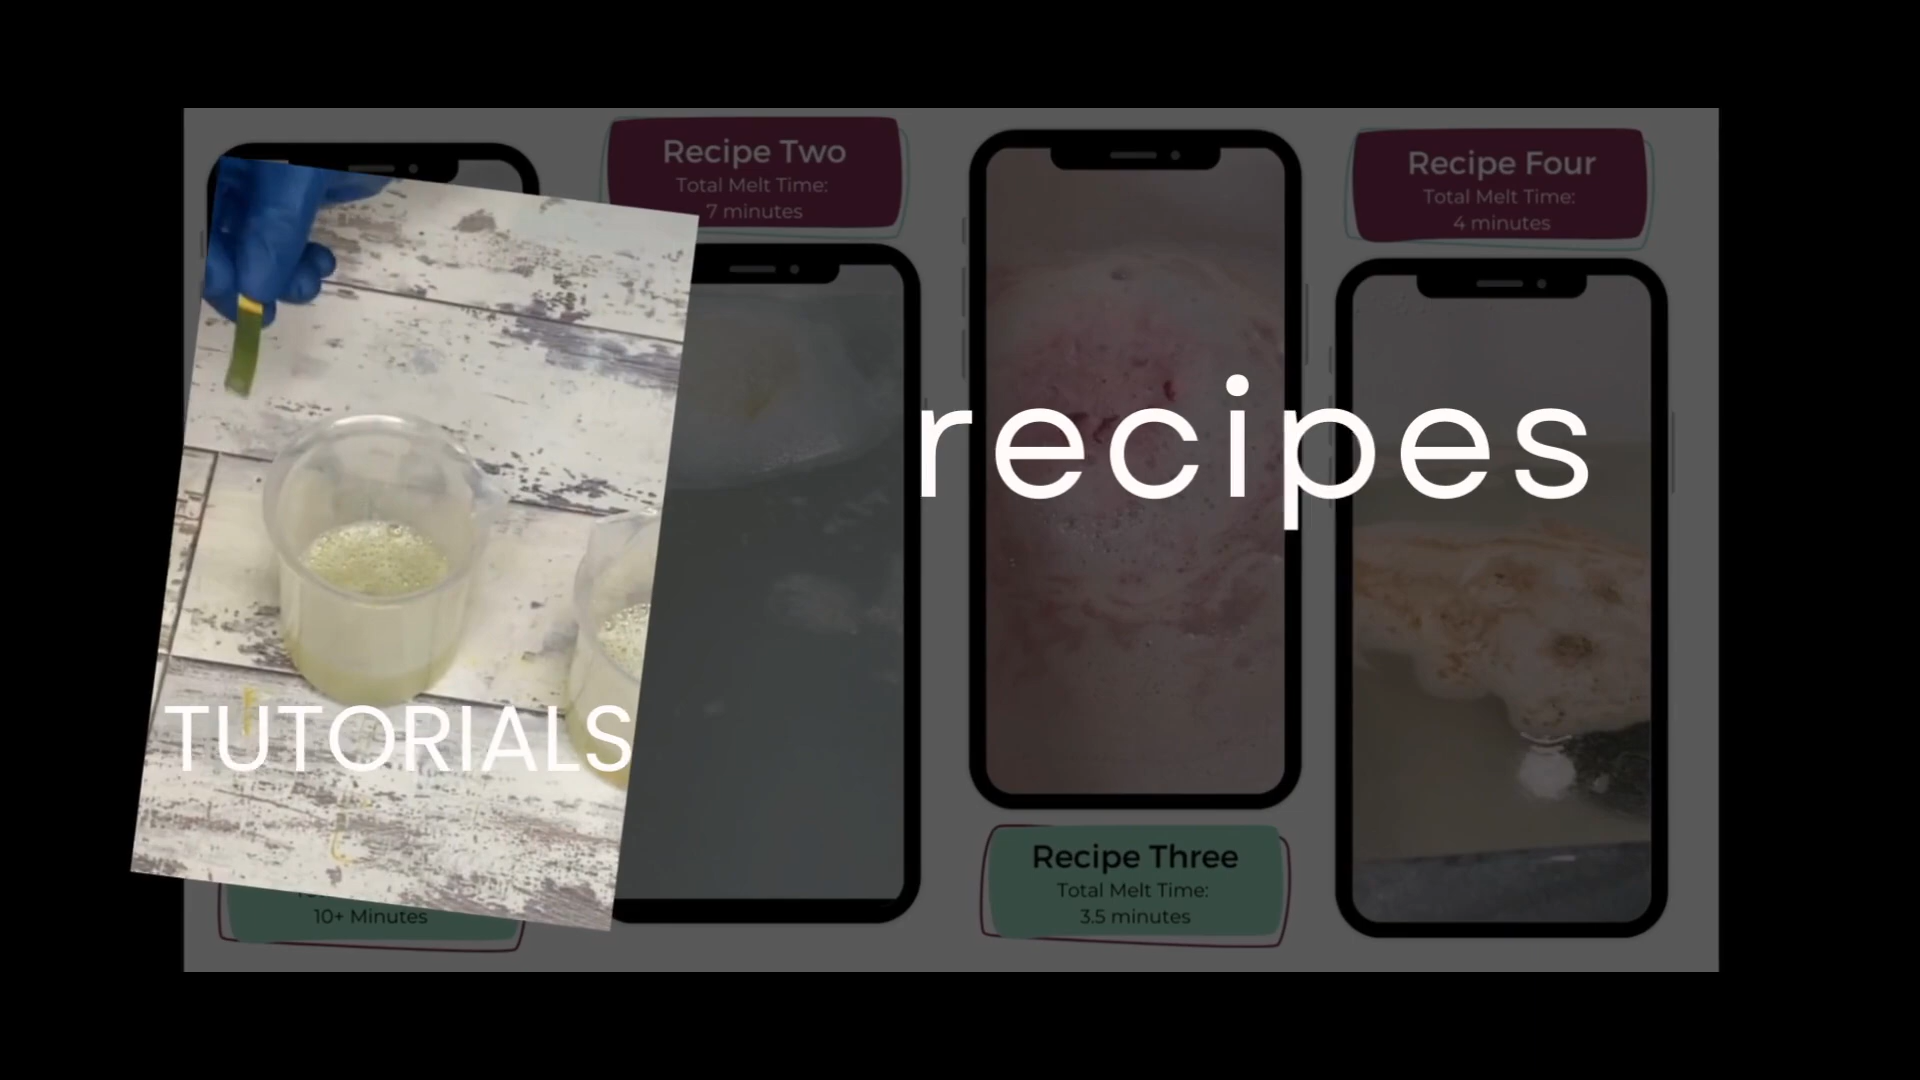 Recipe Two
Total Melt Time:
7 minutes
Recipe Four
Total Melt Time:
4 minutes
recipes
TUTORIALS
Recipe Three
Total Melt Time:
3.5 minutes
10+ Minutes